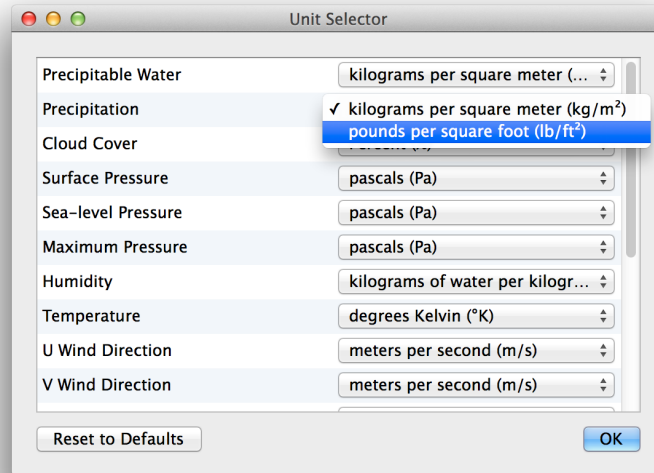 Unit Selector
Precipitable Water kilograms per square meter (...
Precipitation ✓ kilograms per square meter (kg/m²)
pounds per square foot (lb/ft²)
Cloud Cover
Surface Pressure pascals (Pa)
Sea-level Pressure pascals (Pa)
Maximum Pressure pascals (Pa)
Humidity kilograms of water per kilogr...
Temperature degrees Kelvin (°K)
U Wind Direction meters per second (m/s)
V Wind Direction meters per second (m/s)
Reset to Defaults OK